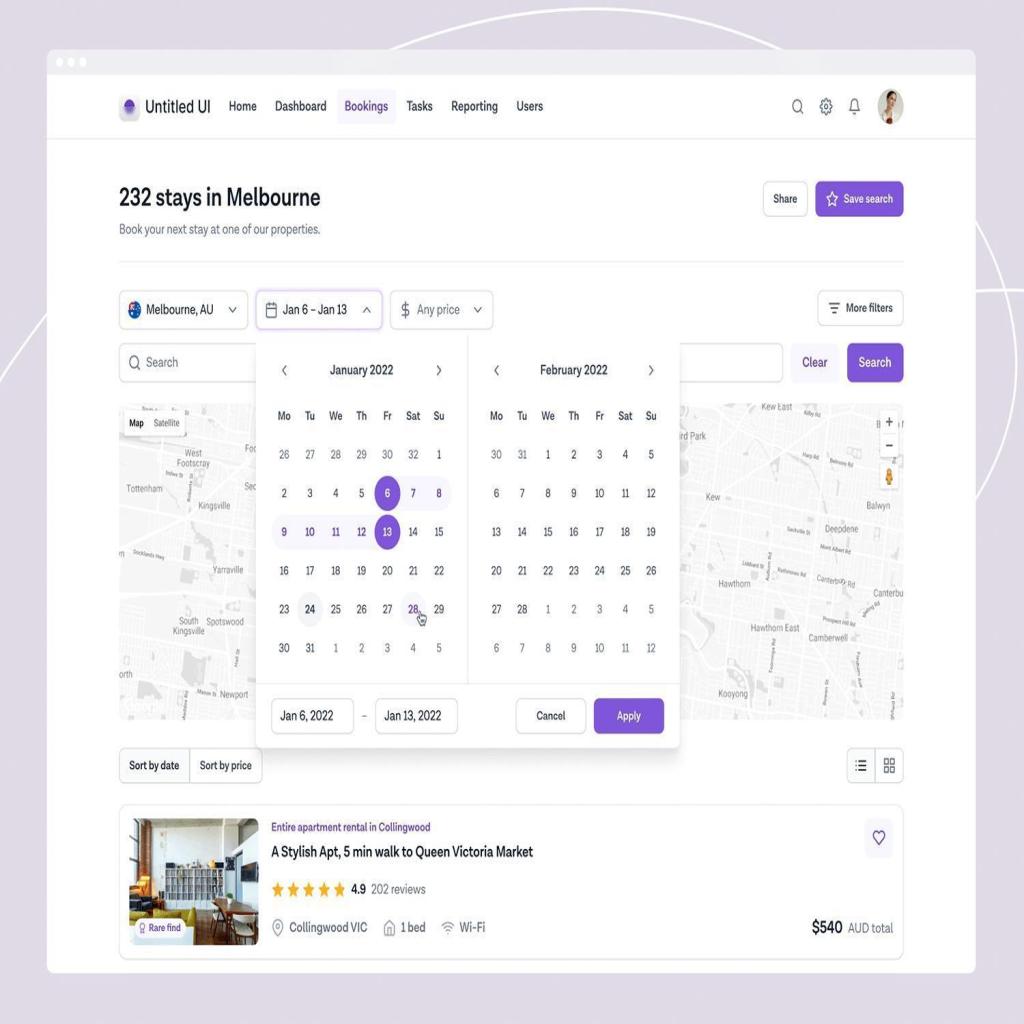 Untitled UI Home Dashboard Bookings Tasks Reporting Users
232 stays in Melbourne
Book your next stay at one of our properties.
Share
Save search
Melbourne, AU
Jan 6 – Jan 13
Any price
More filters
Search
Clear
Search
January 2022
Mo Tu We Th Fr Sat Su
26 27 28 29 30 32 1
2 3 4 5 6 7 8
9 10 11 12 13 14 15
16 17 18 19 20 21 22
23 24 25 26 27 28 29
30 31 1 2 3 4 5
February 2022
Mo Tu We Th Fr Sat Su
30 31 1 2 3 4 5
6 7 8 9 10 11 12
13 14 15 16 17 18 19
20 21 22 23 24 25 26
27 28 1 2 3 4 5
6 7 8 9 10 11 12
Jan 6, 2022 – Jan 13, 2022
Cancel
Apply
Map Satellite
West
Footscray
Tottenham
Kingsville
Yarraville
South
Kingsville
Spotswood
Newport
Kew East
Kew
Balwyn
Deepdene
Mont Albert Rd
Hawthorn
Canterbury Rd
Hawthorn East
Camberwell
Kooyong
Sort by date
Sort by price
Entire apartment rental in Collingwood
A Stylish Apt, 5 min walk to Queen Victoria Market
4.9 202 reviews
Rare find
Collingwood VIC
1 bed
Wi-Fi
$540 AUD total